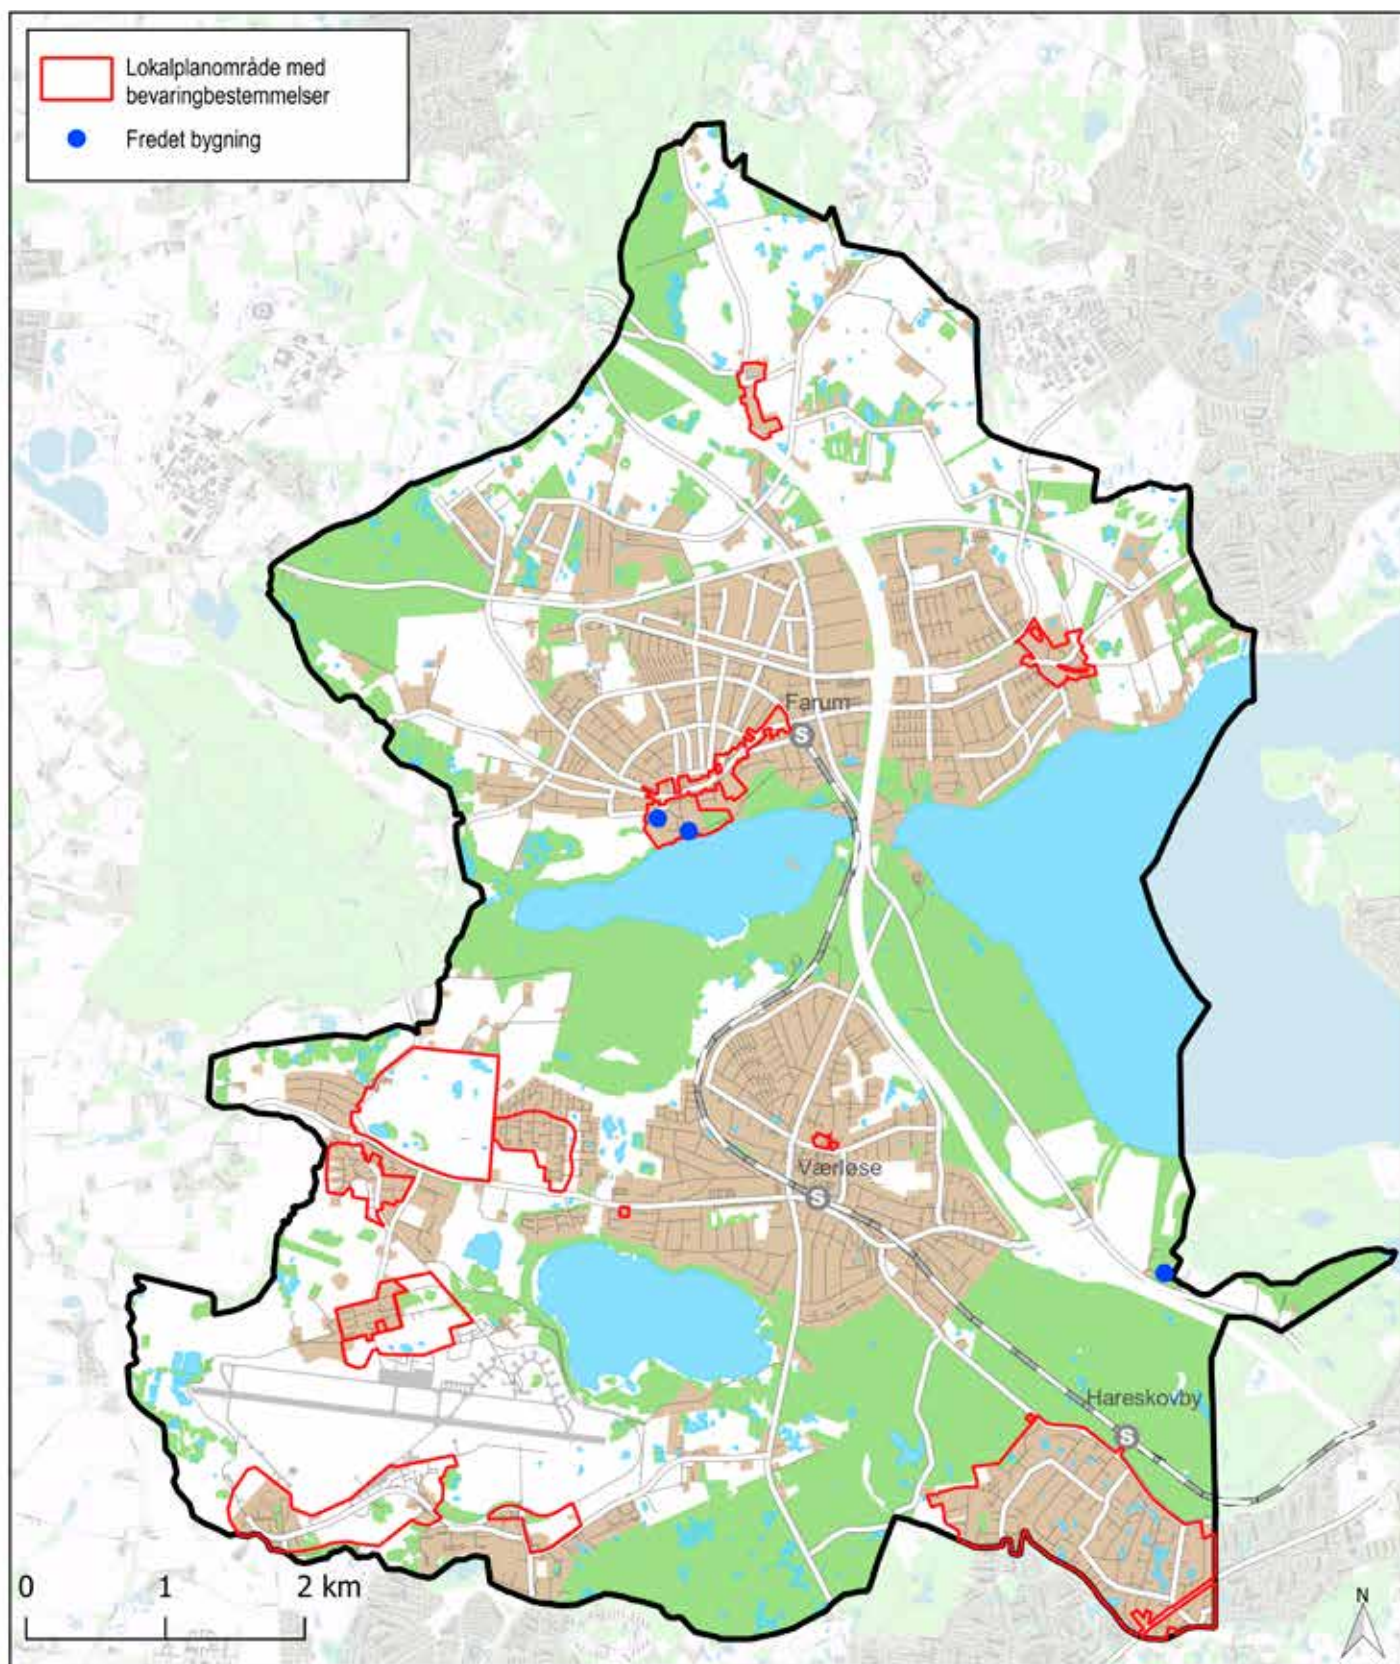 Lokalplanområde med
bevaringbestemmelser
Fredet bygning
Farum
S
Værløse
S
Hareskovby
S
0 1 2 km
N